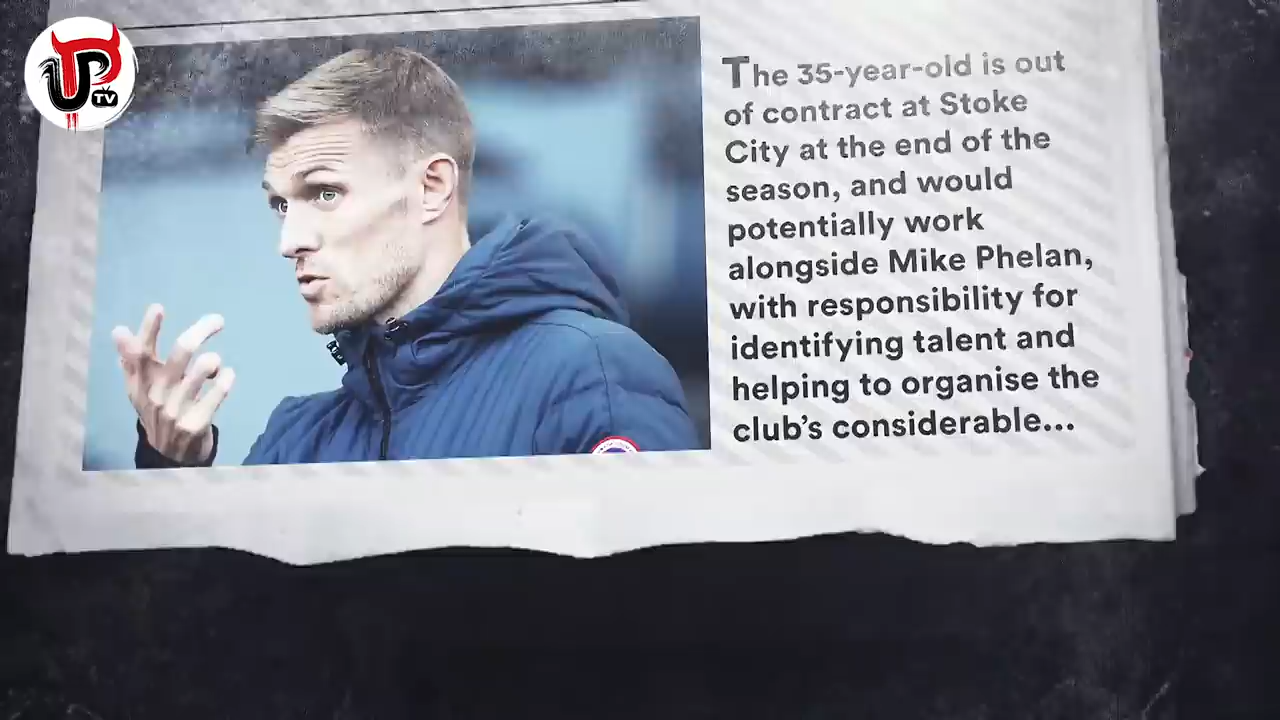 UP
TV
The 35-year-old is out
of contract at Stoke
City at the end of the
season, and would
potentially work
alongside Mike Phelan,
with responsibility for
identifying talent and
helping to organise the
club's considerable...